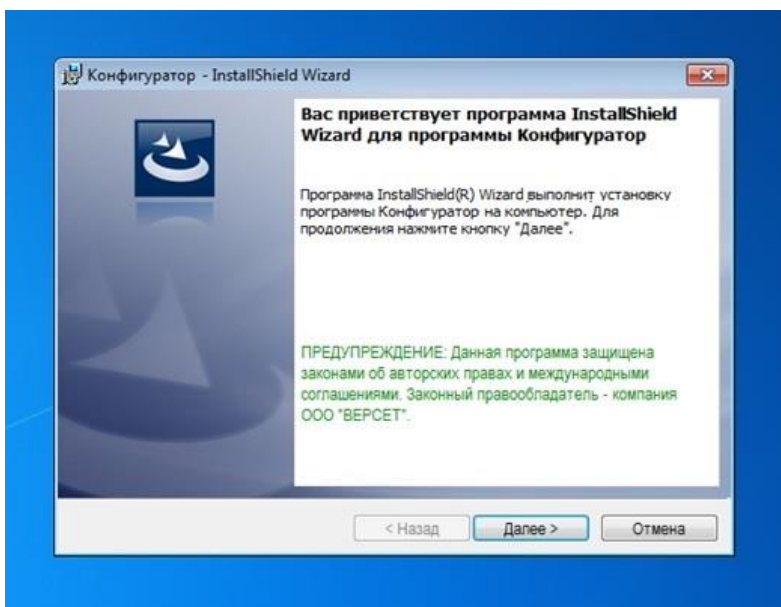 Конфигуратор - InstallShield Wizard
Вас приветствует программа InstallShield
Wizard для программы Конфигуратор
Программа InstallShield(R) Wizard выполнит установку
программы Конфигуратор на компьютер. Для
продолжения нажмите кнопку "Далее".
ПРЕДУПРЕЖДЕНИЕ: Данная программа защищена
законами об авторских правах и международными
соглашениями. Законный правообладатель - компания
ООО "ВЕРСЕТ".
< Назад
Далее >
Отмена